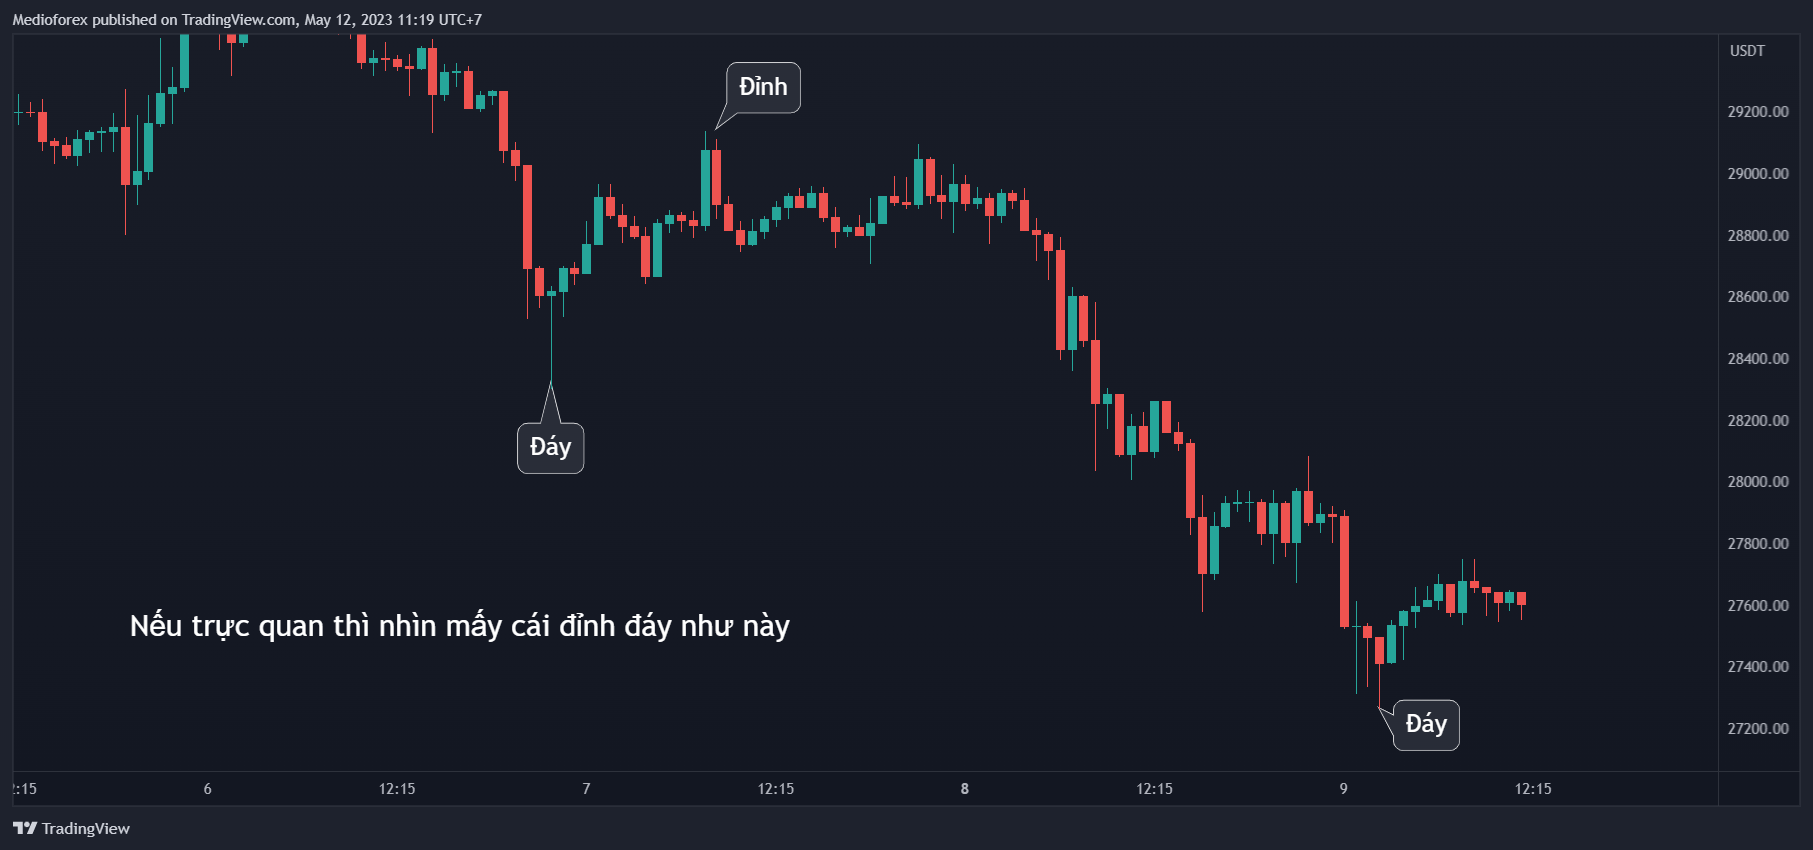 Medioforex published on TradingView.com, May 12, 2023 11:19 UTC+7
USDT
Đỉnh
29200.00
29000.00
28800.00
28600.00
28400.00
Đáy
28200.00
28000.00
27800.00
Nếu trực quan thì nhìn mấy cái đỉnh đáy như này
27600.00
27400.00
Đáy
27200.00
2:15 6 12:15 7 12:15 8 12:15 9 12:15
TradingView